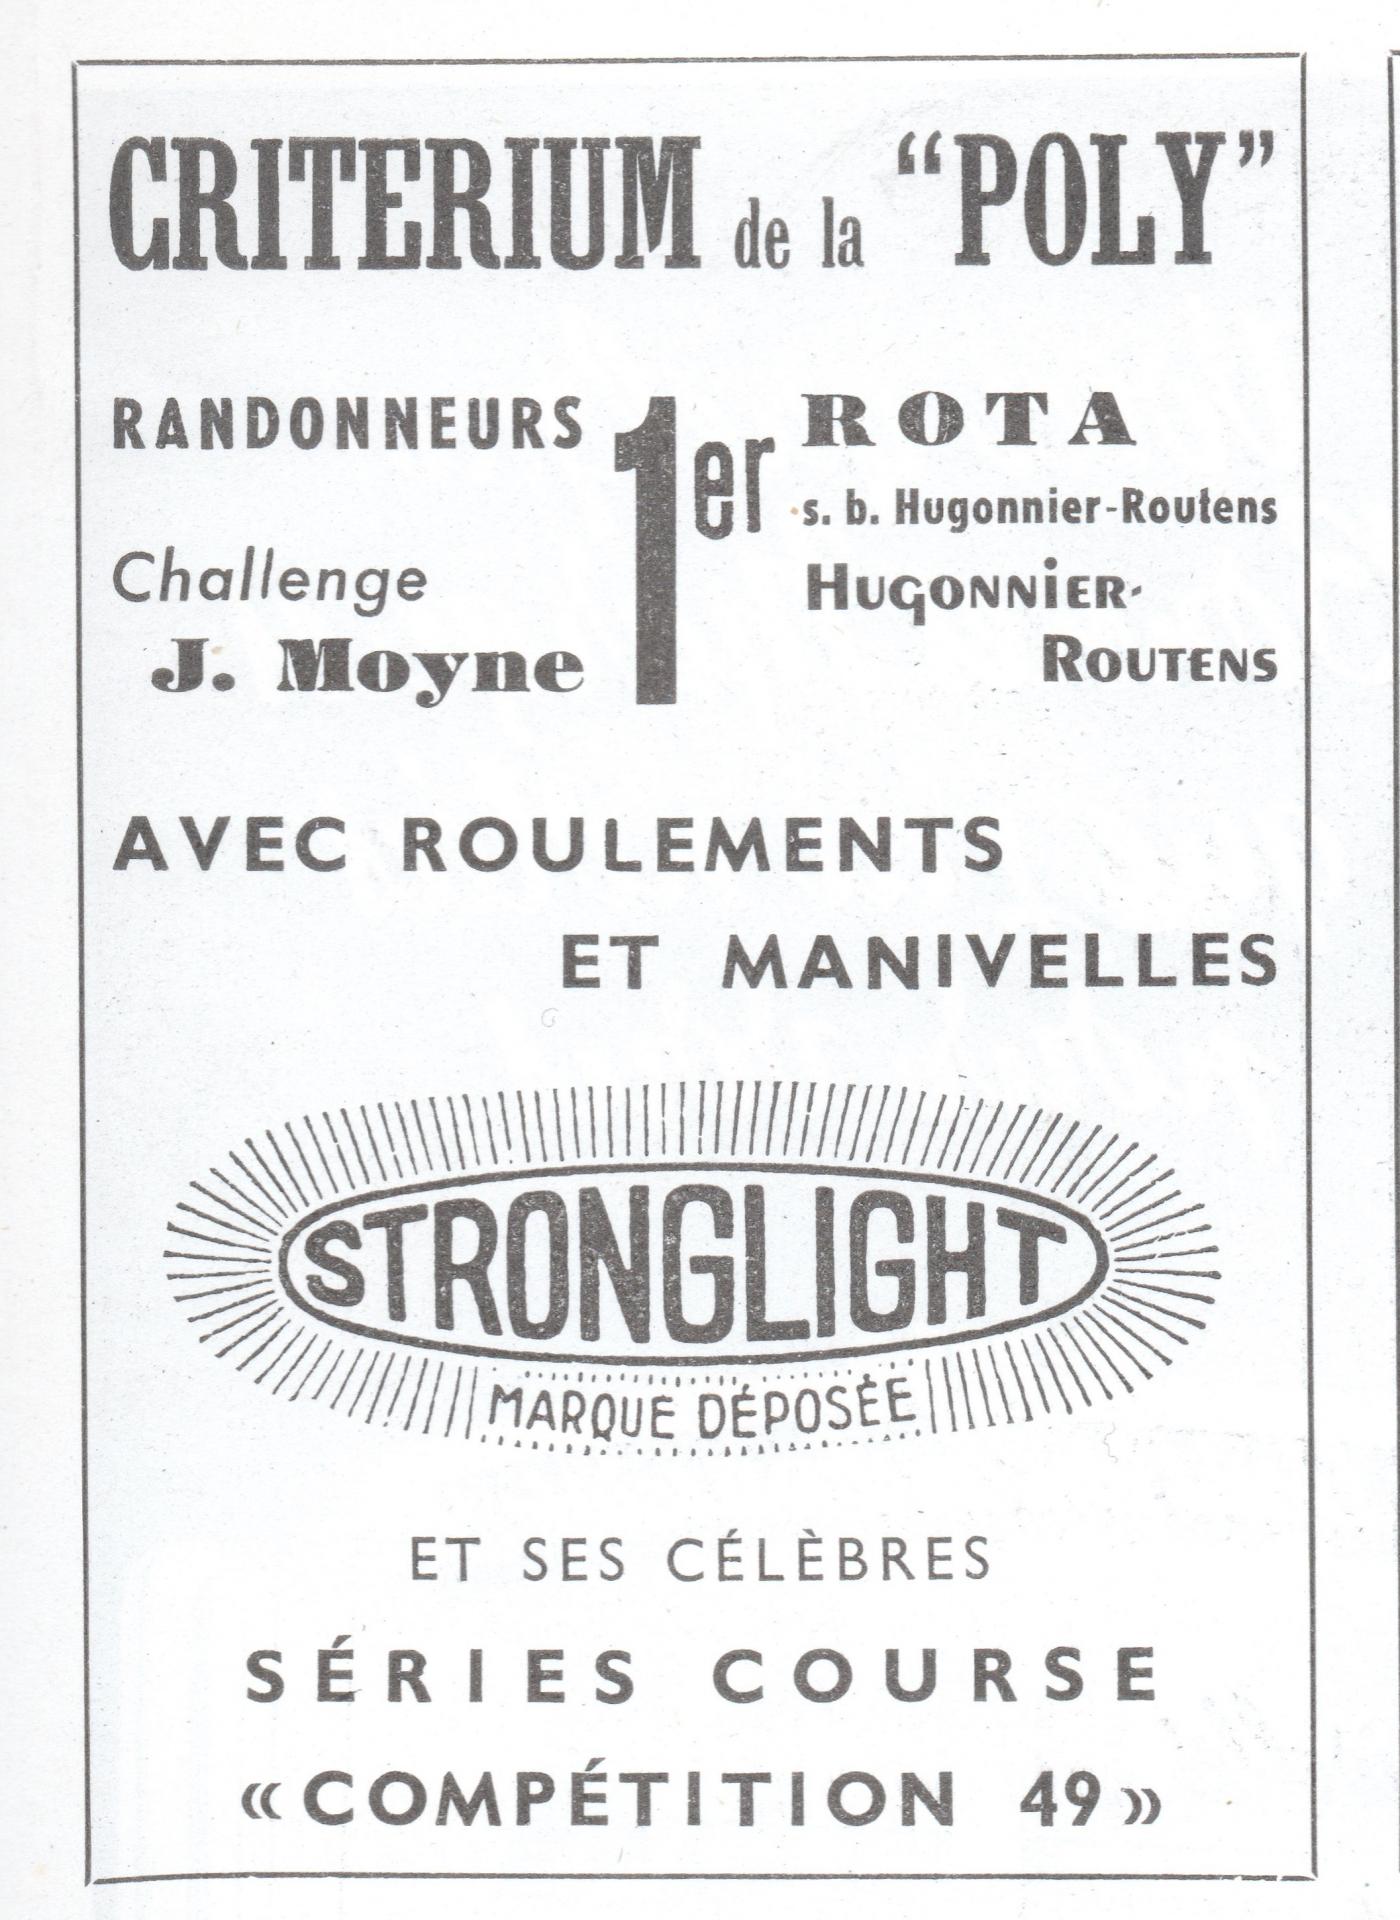 CRITERIUM de la “POLY”
RANDONNEURS
Challenge
J. Moyne
1er
ROTA
s. b. Hugonnier-Routens
HUGONNIER-
ROUTENS
AVEC ROULEMENTS
ET MANIVELLES
STRONGLIGHT
MARQUE DÉPOSÉE
ET SES CÉLÈBRES
SÉRIES COURSE
« COMPÉTITION 49 »